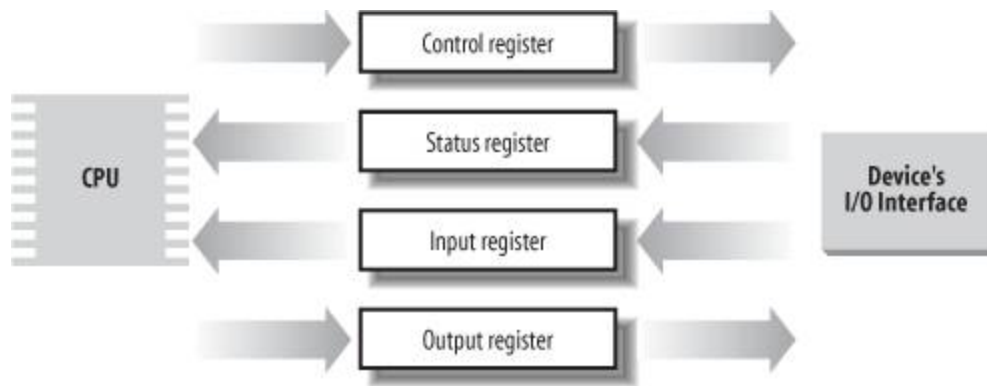 Control register
Status register
CPU
Device's
I/O Interface
Input register
Output register